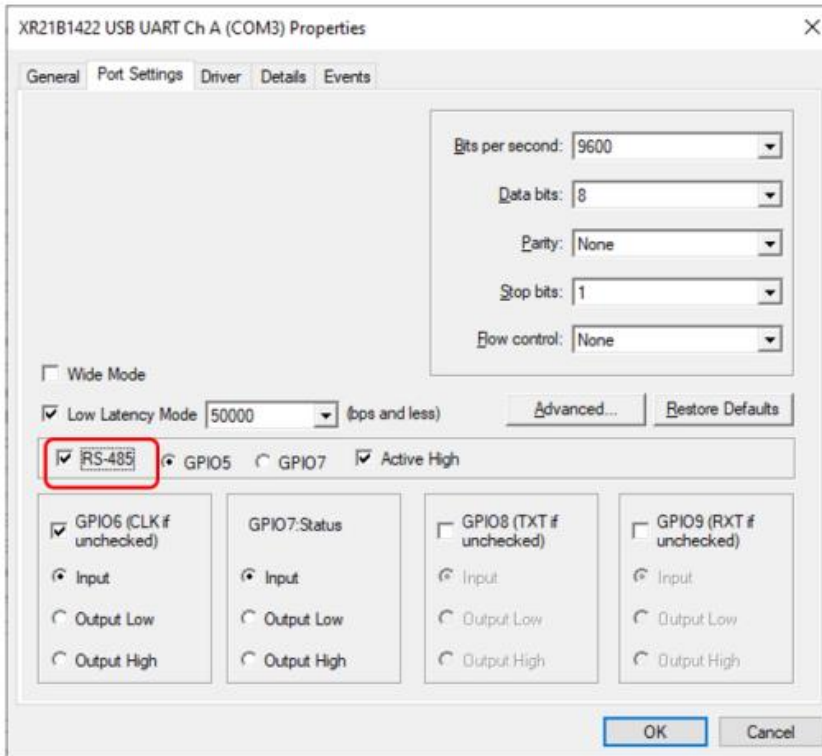 XR21B1422 USB UART Ch A (COM3) Properties
General Port Settings Driver Details Events
Bits per second: 9600
Data bits: 8
Parity: None
Stop bits: 1
Flow control: None
Wide Mode
Low Latency Mode 50000 (bps and less) Advanced... Restore Defaults
RS-485 GPIO5 GPIO7 Active High
GPIO6 (CLK if
unchecked)
Input
Output Low
Output High
GPIO7:Status
Input
Output Low
Output High
GPIO8 (TXT if
unchecked)
Input
Output Low
Output High
GPIO9 (RXT if
unchecked)
Input
Output Low
Output High
OK Cancel